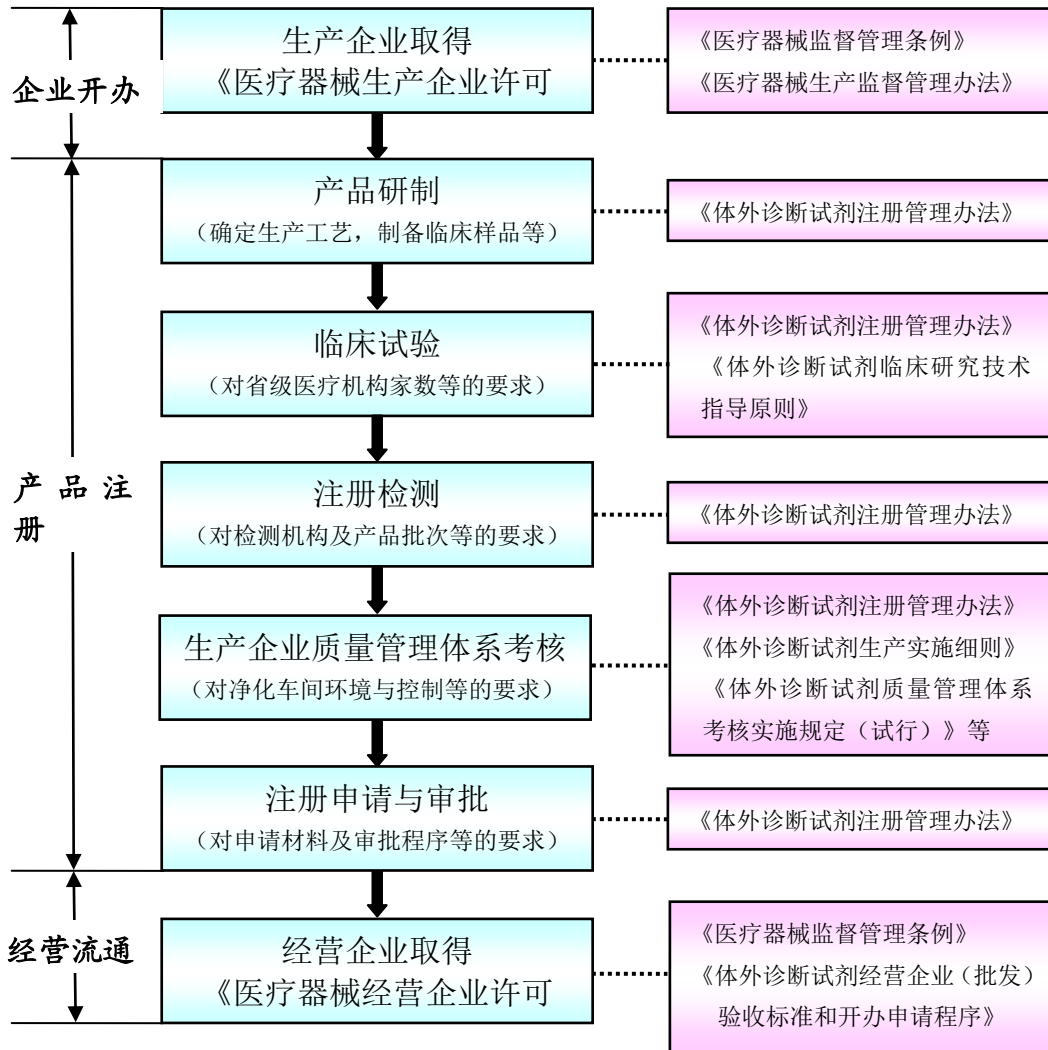 企业开办
生产企业取得
《医疗器械生产企业许可
《医疗器械监督管理条例》
《医疗器械生产监督管理办法》
产品注
册
产品研制
（确定生产工艺，制备临床样品等）
《体外诊断试剂注册管理办法》
临床试验
（对省级医疗机构家数等的要求）
《体外诊断试剂注册管理办法》
《体外诊断试剂临床研究技术
指导原则》
注册检测
（对检测机构及产品批次等的要求）
《体外诊断试剂注册管理办法》
生产企业质量管理体系考核
（对净化车间环境与控制等的要求）
《体外诊断试剂注册管理办法》
《体外诊断试剂生产实施细则》
《体外诊断试剂质量管理体系
考核实施规定（试行）》等
注册申请与审批
（对申请材料及审批程序等的要求）
《体外诊断试剂注册管理办法》
经营流通
经营企业取得
《医疗器械经营企业许可
《医疗器械监督管理条例》
《体外诊断试剂经营企业（批发）
验收标准和开办申请程序》